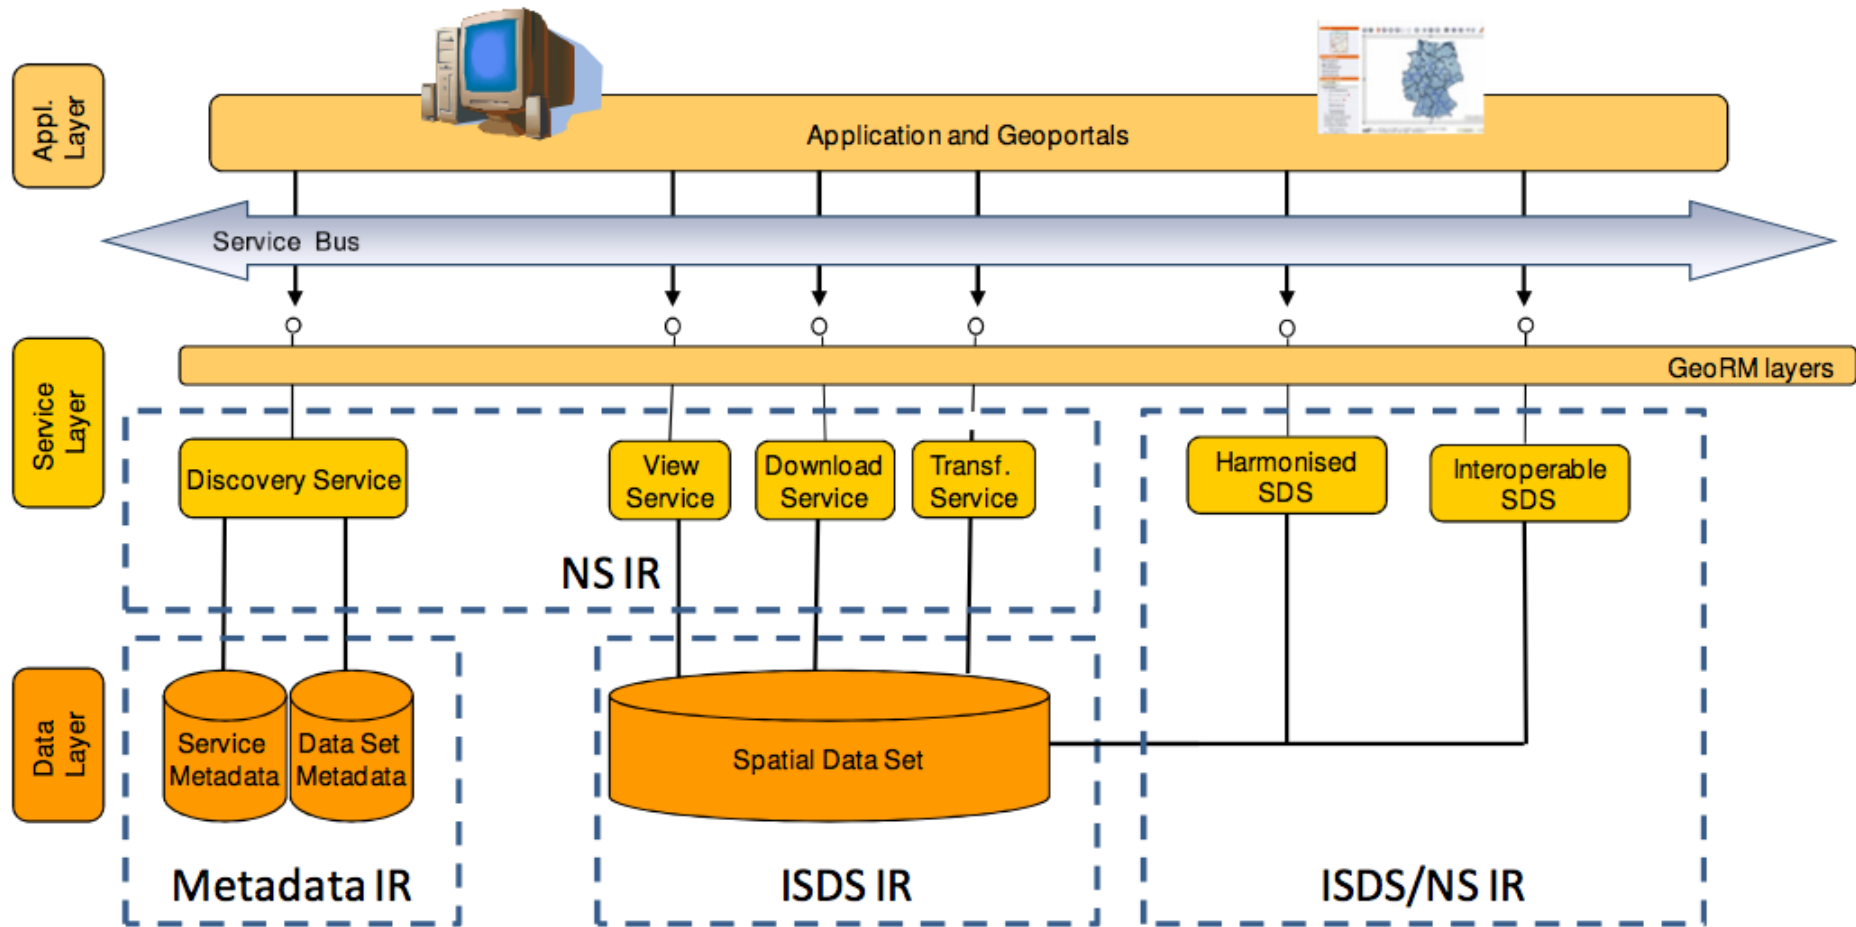 Appl.
Layer
Application and Geoportals
Service Bus
GeoRM layers
Service
Layer
Discovery Service
View
Service
Download
Service
Transf.
Service
Harmonised
SDS
Interoperable
SDS
NS IR
Data
Layer
Service
Metadata
Data Set
Metadata
Spatial Data Set
Metadata IR
ISDS IR
ISDS/NS IR